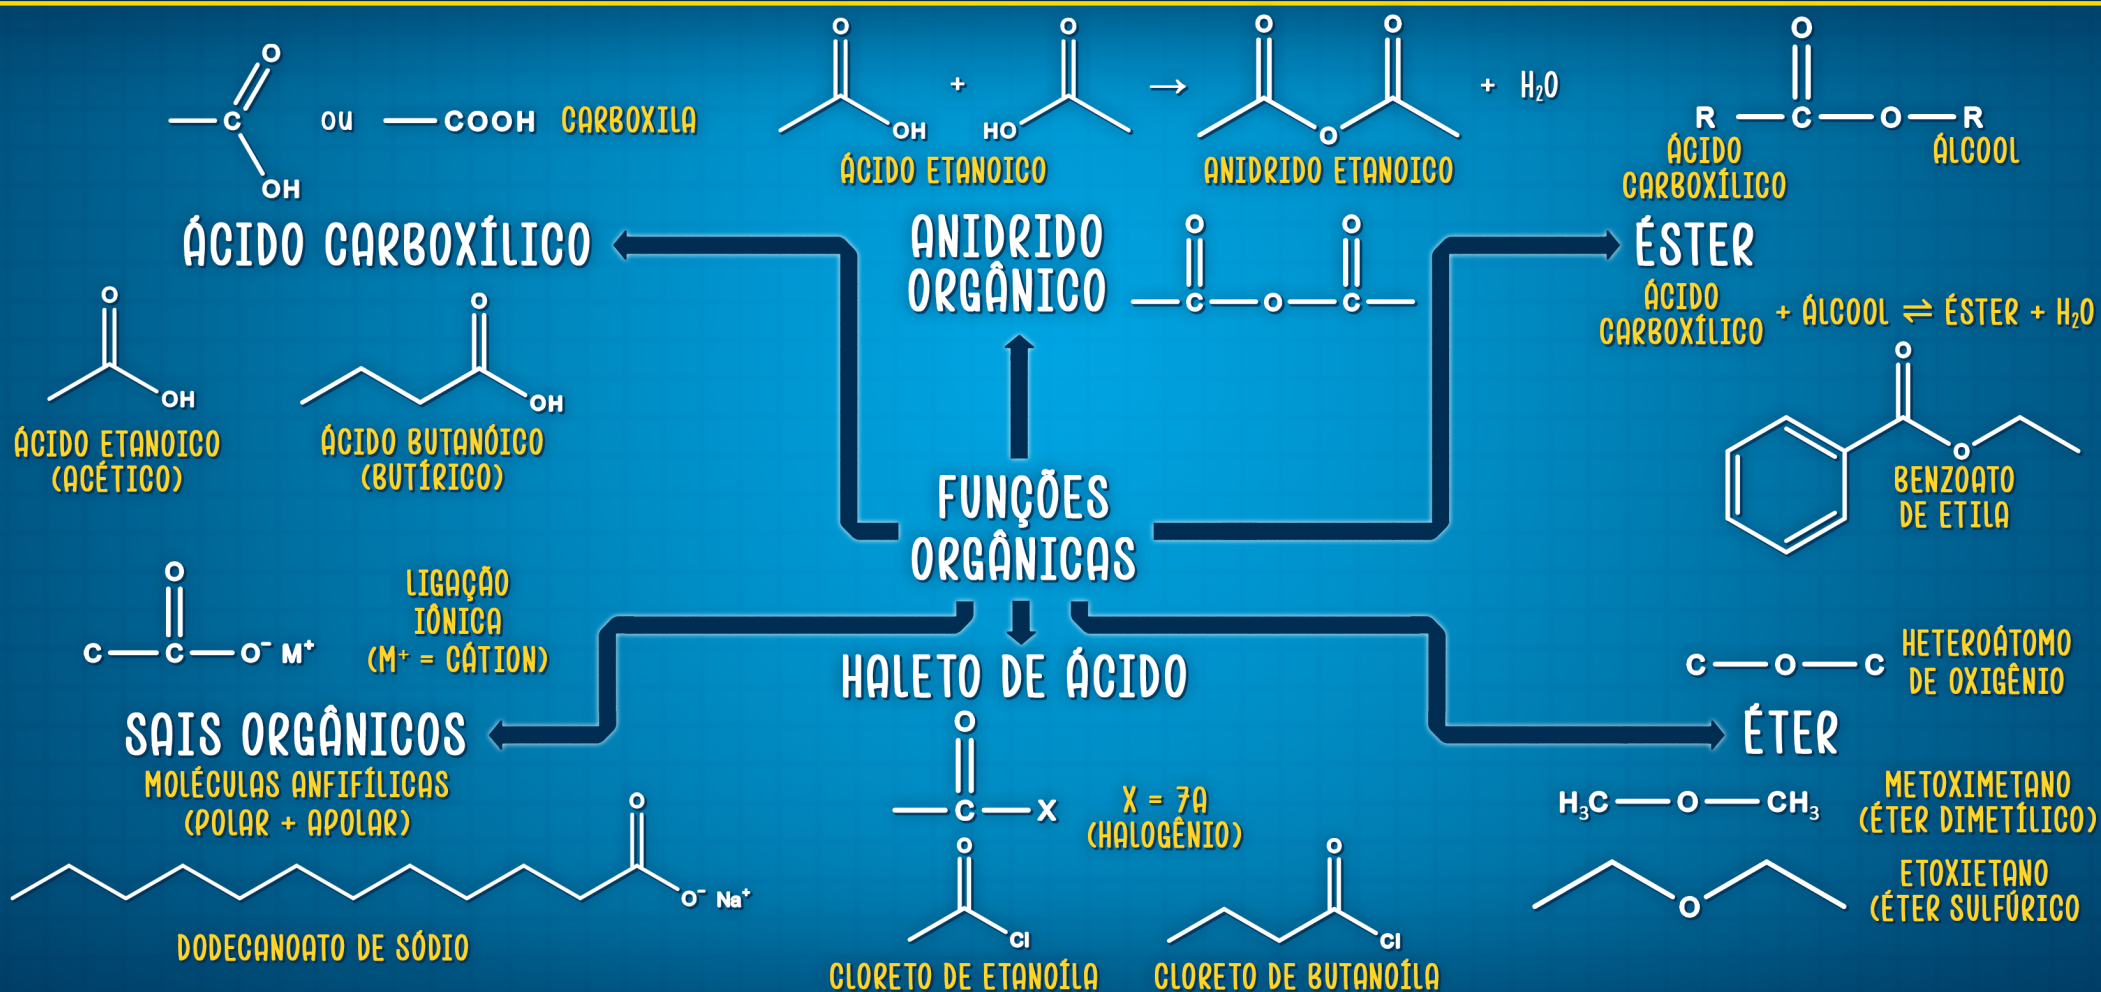 O
C
OH
ou
COOH
CARBOXILA
ÁCIDO CARBOXÍLICO
O
OH
ÁCIDO ETANOICO
(ACÉTICO)
O
OH
ÁCIDO BUTANÓICO
(BUTÍRICO)
O
OH
+
O
HO
→
O O
O
+ H₂O
ÁCIDO ETANOICO
ANIDRIDO ETANOICO
ANIDRIDO
ORGÂNICO
O O
C O C
O
R C O R
ÁCIDO
CARBOXÍLICO
ÁLCOOL
ÉSTER
ÁCIDO
CARBOXÍLICO
+ ÁLCOOL ⇌ ÉSTER + H₂O
O
O
BENZOATO
DE ETILA
FUNÇÕES
ORGÂNICAS
O
C C O⁻ M⁺
LIGAÇÃO
IÔNICA
(M⁺ = CÁTION)
SAIS ORGÂNICOS
MOLÉCULAS ANFIFÍLICAS
(POLAR + APOLAR)
O
O⁻ Na⁺
DODECANOATO DE SÓDIO
HALETO DE ÁCIDO
O
C X
X = 7A
(HALOGÊNIO)
O
Cl
CLORETO DE ETANOÍLA
O
Cl
CLORETO DE BUTANOÍLA
C O C
HETEROÁTOMO
DE OXIGÊNIO
ÉTER
H₃C O CH₃
METOXIMETANO
(ÉTER DIMETÍLICO)
O
ETOXIETANO
(ÉTER SULFÚRICO